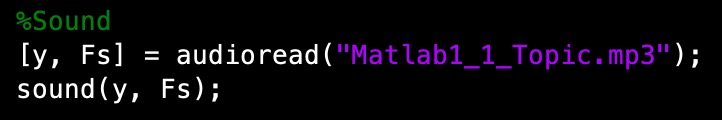 %Sound
[y, Fs] = audioread("Matlab1_1_Topic.mp3");
sound(y, Fs);